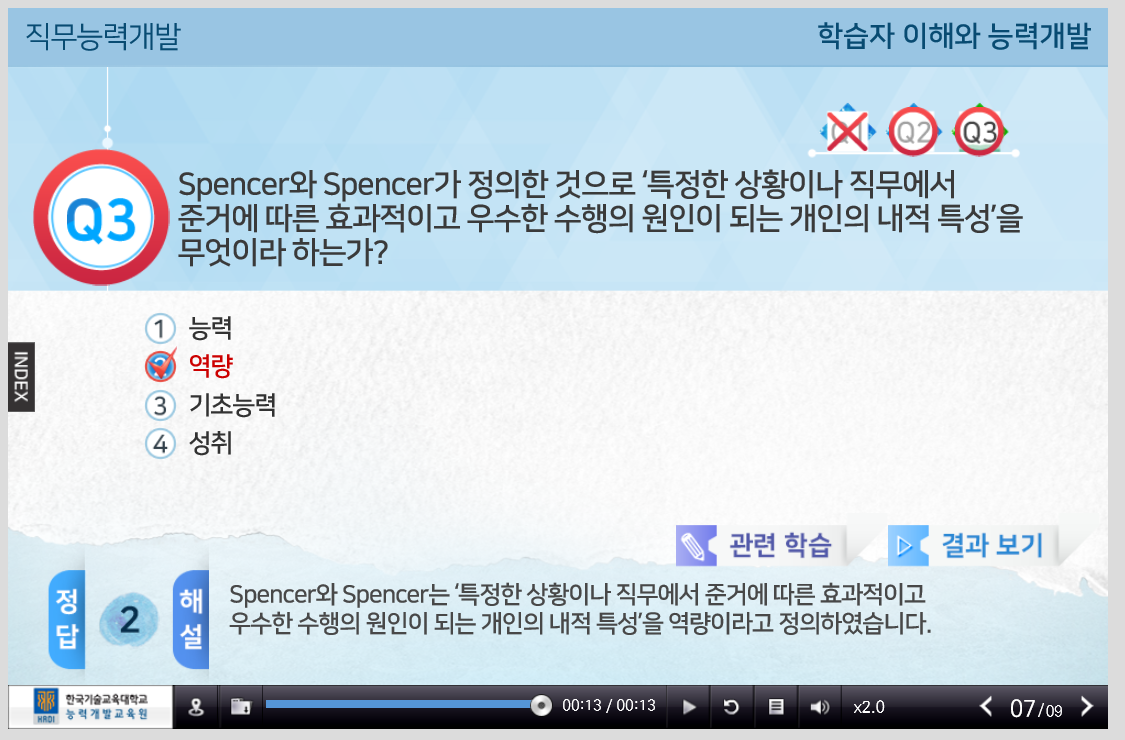 직무능력개발
학습자 이해와 능력개발
Q1 Q2 Q3
Q3
Spencer와 Spencer가 정의한 것으로 ‘특정한 상황이나 직무에서
준거에 따른 효과적이고 우수한 수행의 원인이 되는 개인의 내적 특성’을
무엇이라 하는가?
1 능력
역량
3 기초능력
4 성취
INDEX
관련 학습
결과 보기
정답
2
해설
Spencer와 Spencer는 ‘특정한 상황이나 직무에서 준거에 따른 효과적이고
우수한 수행의 원인이 되는 개인의 내적 특성’을 역량이라고 정의하였습니다.
HRDI
한국기술교육대학교
능력개발교육원
00:13 / 00:13
x2.0
07/09